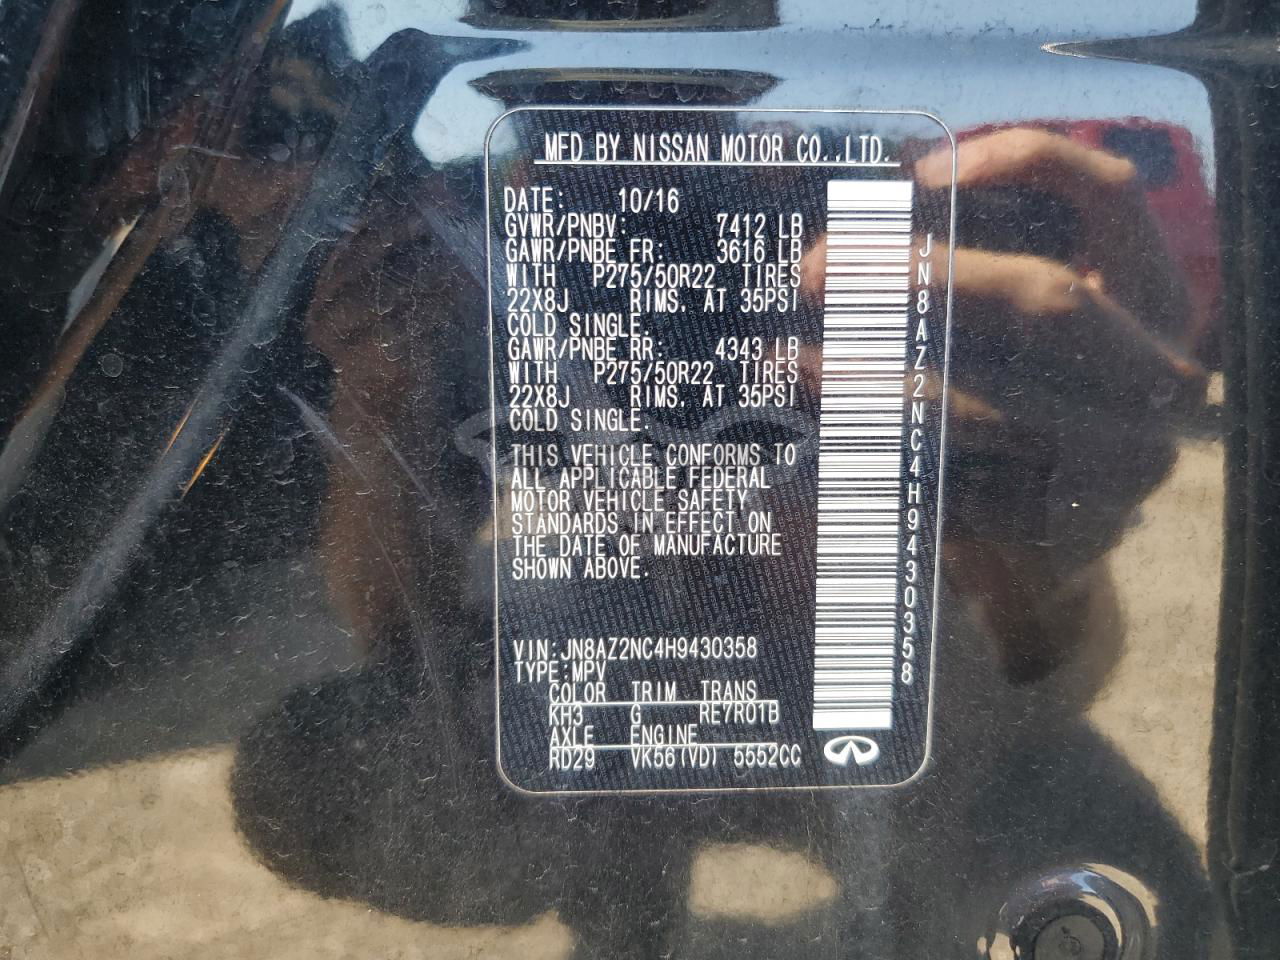 MFD BY NISSAN MOTOR CO.,LTD.
DATE: 10/16
GVWR/PNBV: 7412 LB
GAWR/PNBE FR: 3616 LB
WITH P275/50R22 TIRES
22X8J RIMS, AT 35PSI
COLD SINGLE.
GAWR/PNBE RR: 4343 LB
WITH P275/50R22 TIRES
22X8J RIMS, AT 35PSI
COLD SINGLE.
THIS VEHICLE CONFORMS TO
ALL APPLICABLE FEDERAL
MOTOR VEHICLE SAFETY
STANDARDS IN EFFECT ON
THE DATE OF MANUFACTURE
SHOWN ABOVE.
VIN:JN8AZ2NC4H9430358
TYPE:MPV
COLOR TRIM TRANS
KH3 G RE7R01B
AXLE ENGINE
RD29 VK56(VD) 5552CC
JN8AZ2NC4H9430358